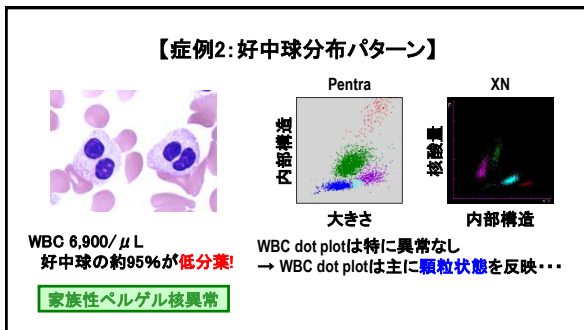 【症例2:好中球分布パターン】
Pentra
XN
内部構造
大きさ
核酸量
内部構造
WBC 6,900/μL
好中球の約95%が低分葉!
家族性ペルゲル核異常
WBC dot plotは特に異常なし
→ WBC dot plotは主に顆粒状態を反映･･･